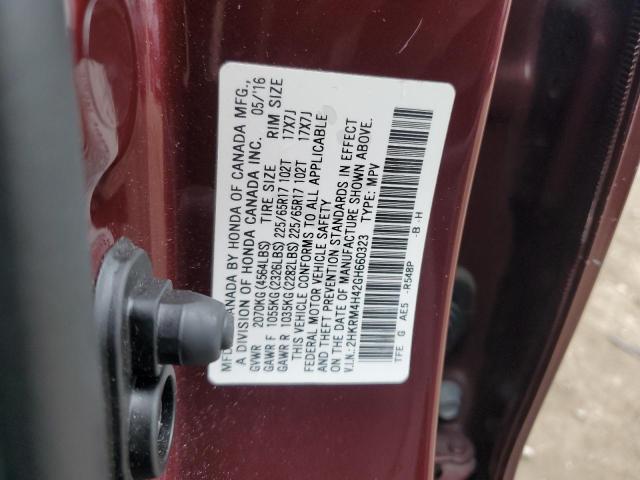 MFD. CANADA BY HONDA OF CANADA MFG.,
A DIVISION OF HONDA CANADA INC. 05/'16
GVWR 2070KG(4564LBS) TIRE SIZE RIM SIZE
GAWR F 1055KG(2326LBS) 225/65R17 102T 17X7J
GAWR R 1035KG(2282LBS) 225/65R17 102T 17X7J
THIS VEHICLE CONFORMS TO ALL APPLICABLE
FEDERAL MOTOR VEHICLE SAFETY
AND THEFT PREVENTION STANDARDS IN EFFECT
ON THE DATE OF MANUFACTURE SHOWN ABOVE.
V.I.N.: 2HKRM4H42GH660323 TYPE: MPV
TFE G AE5 -R548P -B -H